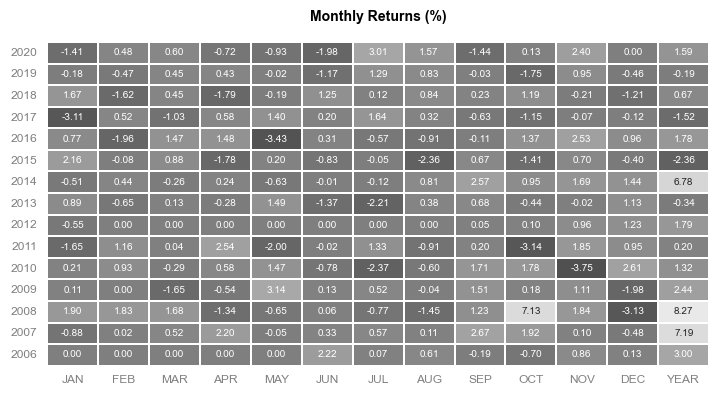 Monthly Returns (%)
2020 -1.41 0.48 0.60 -0.72 -0.93 -1.98 3.01 1.57 -1.44 0.13 2.40 0.00 1.59
2019 -0.18 -0.47 0.45 0.43 -0.02 -1.17 1.29 0.83 -0.03 -1.75 0.95 -0.46 -0.19
2018 1.67 -1.62 0.45 -1.79 -0.19 1.25 0.12 0.84 0.23 1.19 -0.21 -1.21 0.67
2017 -3.11 0.52 -1.03 0.58 1.40 0.20 1.64 0.32 -0.63 -1.15 -0.07 -0.12 -1.52
2016 0.77 -1.96 1.47 1.48 -3.43 0.31 -0.57 -0.91 -0.11 1.37 2.53 0.96 1.78
2015 2.16 -0.08 0.88 -1.78 0.20 -0.83 -0.05 -2.36 0.67 -1.41 0.70 -0.40 -2.36
2014 -0.51 0.44 -0.26 0.24 -0.63 -0.01 -0.12 0.81 2.57 0.95 1.69 1.44 6.78
2013 0.89 -0.65 0.13 -0.28 1.49 -1.37 -2.21 0.38 0.68 -0.44 -0.02 1.13 -0.34
2012 -0.55 0.00 0.00 0.00 0.00 0.00 0.00 0.00 0.05 0.10 0.96 1.23 1.79
2011 -1.65 1.16 0.04 2.54 -2.00 -0.02 1.33 -0.91 0.20 -3.14 1.85 0.95 0.20
2010 0.21 0.93 -0.29 0.58 1.47 -0.78 -2.37 -0.60 1.71 1.78 -3.75 2.61 1.32
2009 0.11 0.00 -1.65 -0.54 3.14 0.13 0.52 -0.04 1.51 0.18 1.11 -1.98 2.44
2008 1.90 1.83 1.68 -1.34 -0.65 0.06 -0.77 -1.45 1.23 7.13 1.84 -3.13 8.27
2007 -0.88 0.02 0.52 2.20 -0.05 0.33 0.57 0.11 2.67 1.92 0.10 -0.48 7.19
2006 0.00 0.00 0.00 0.00 0.00 2.22 0.07 0.61 -0.19 -0.70 0.86 0.13 3.00
JAN FEB MAR APR MAY JUN JUL AUG SEP OCT NOV DEC YEAR